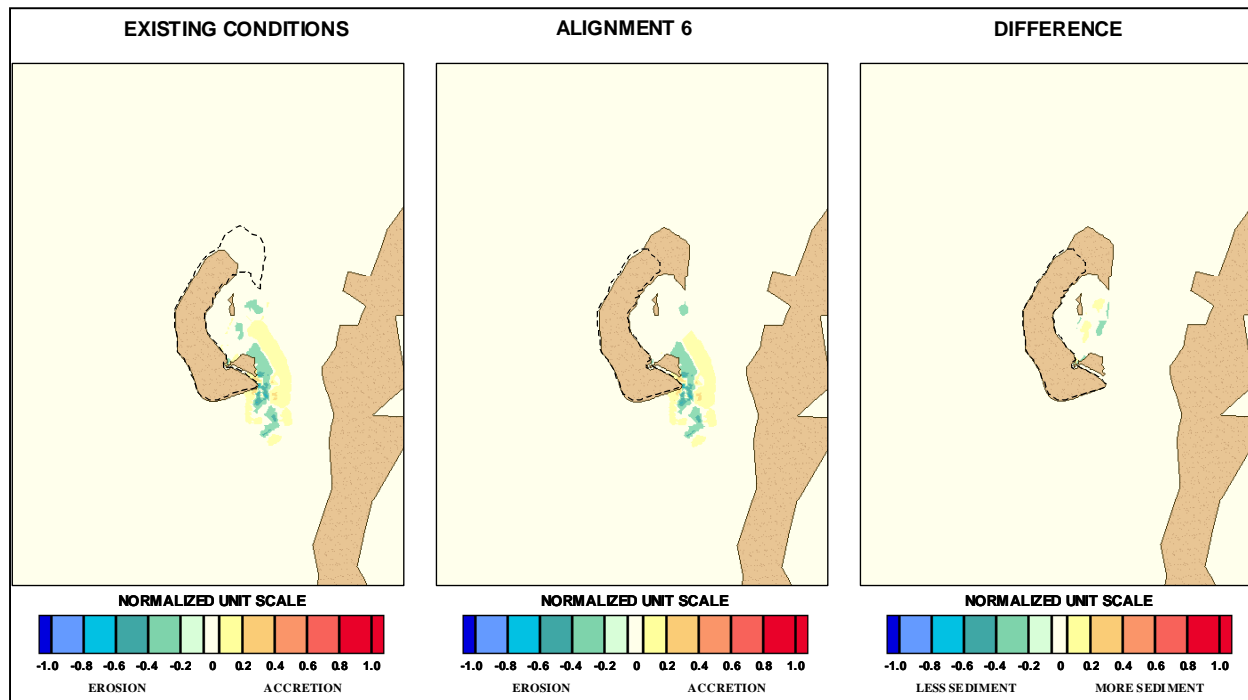 EXISTING CONDITIONS
ALIGNMENT 6
DIFFERENCE
NORMALIZED UNIT SCALE
-1.0 -0.8 -0.6 -0.4 -0.2 0 0.2 0.4 0.6 0.8 1.0
EROSION ACCRETION
NORMALIZED UNIT SCALE
-1.0 -0.8 -0.6 -0.4 -0.2 0 0.2 0.4 0.6 0.8 1.0
EROSION ACCRETION
NORMALIZED UNIT SCALE
-1.0 -0.8 -0.6 -0.4 -0.2 0 0.2 0.4 0.6 0.8 1.0
LESS SEDIMENT MORE SEDIMENT